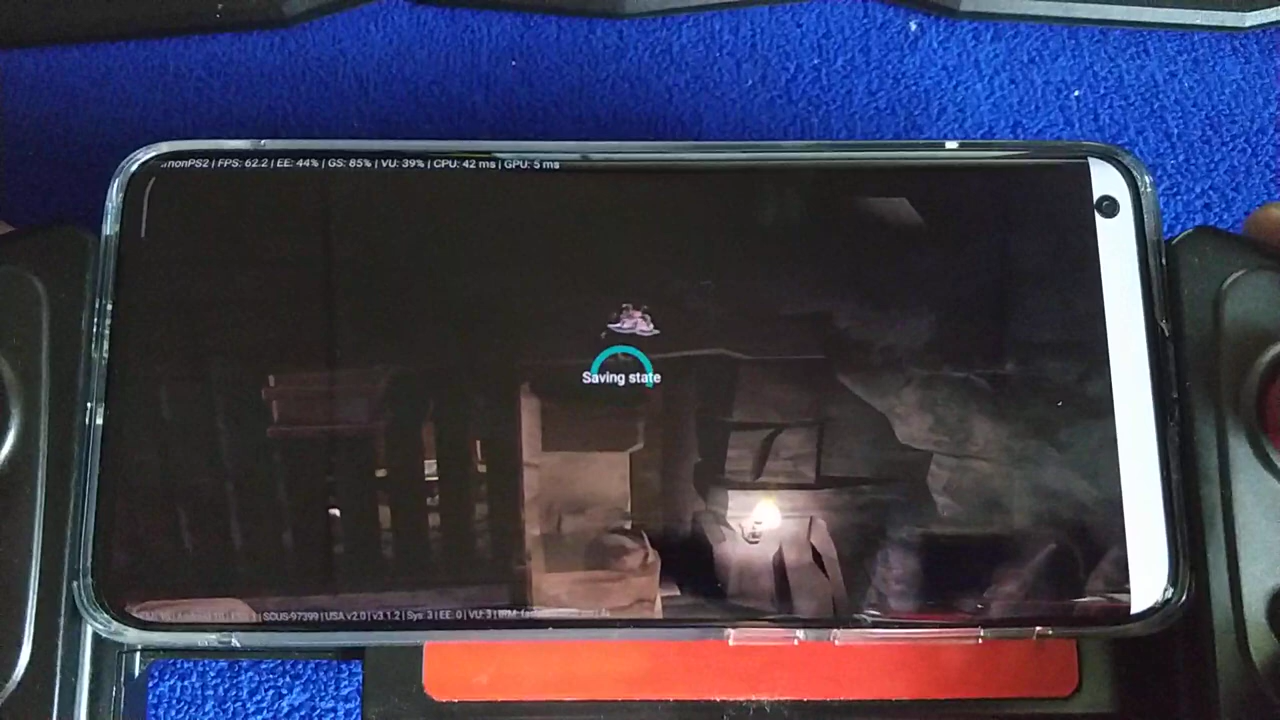 FPS: 62.2 | EE: 44% | GS: 85% | VU: 39% | CPU: 42 ms | GPU: 5 ms
Saving state
SCUS-97399 | USA v2.0 | v3.1.2 | Sys: 3 | EE: 0 | VU: 3 |